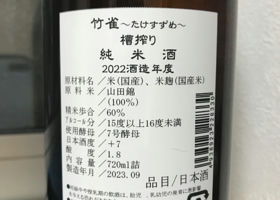 竹雀～たけすずめ～
槽搾り
純米酒
2022酒造年度
原材料名／米(国産)、米麹(国産米)
原料米／山田錦
(100%)
精米歩合／60%
アルコール分／15度以上16度未満
使用酵母／7号酵母
日本酒度／+7
酸度／1.8
内容量／720ml詰
製造年月／2023.09
品目/日本酒